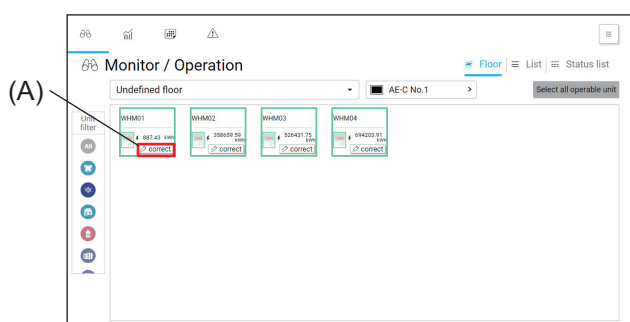 Monitor / Operation
Floor
List
Status list
(A)
Undefined floor
AE-C No.1
Select all operable unit
Unit
filter
All
WHM01
887.43 kWh
correct
WHM02
358659.59
kWh
correct
WHM03
526431.75
kWh
correct
WHM04
694203.91
kWh
correct